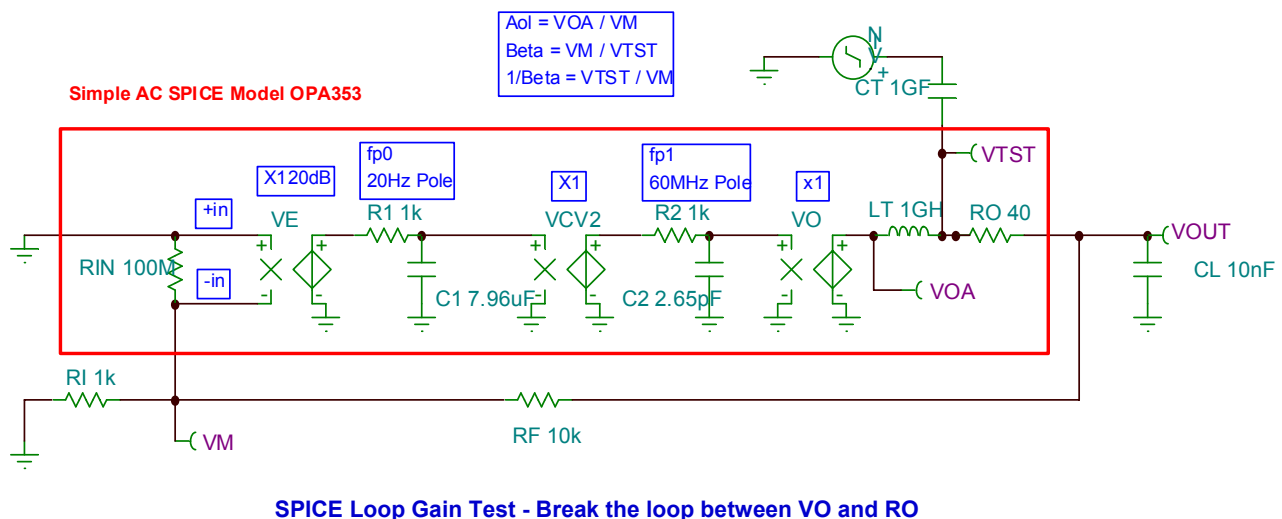 Aol = VOA / VM
Beta = VM / VTST
1/Beta = VTST / VM
N
V
+
CT 1GF
Simple AC SPICE Model OPA353
VTST
fp0
20Hz Pole
fp1
60MHz Pole
X120dB
X1
x1
+in
VE
R1 1k
VCV2
R2 1k
VO
LT 1GH
RO 40
VOUT
RIN 100M
-in
+
-
+
-
C1 7.96uF
+
-
+
-
C2 2.65pF
+
-
+
-
VOA
CL 10nF
RI 1k
VM
RF 10k
SPICE Loop Gain Test - Break the loop between VO and RO